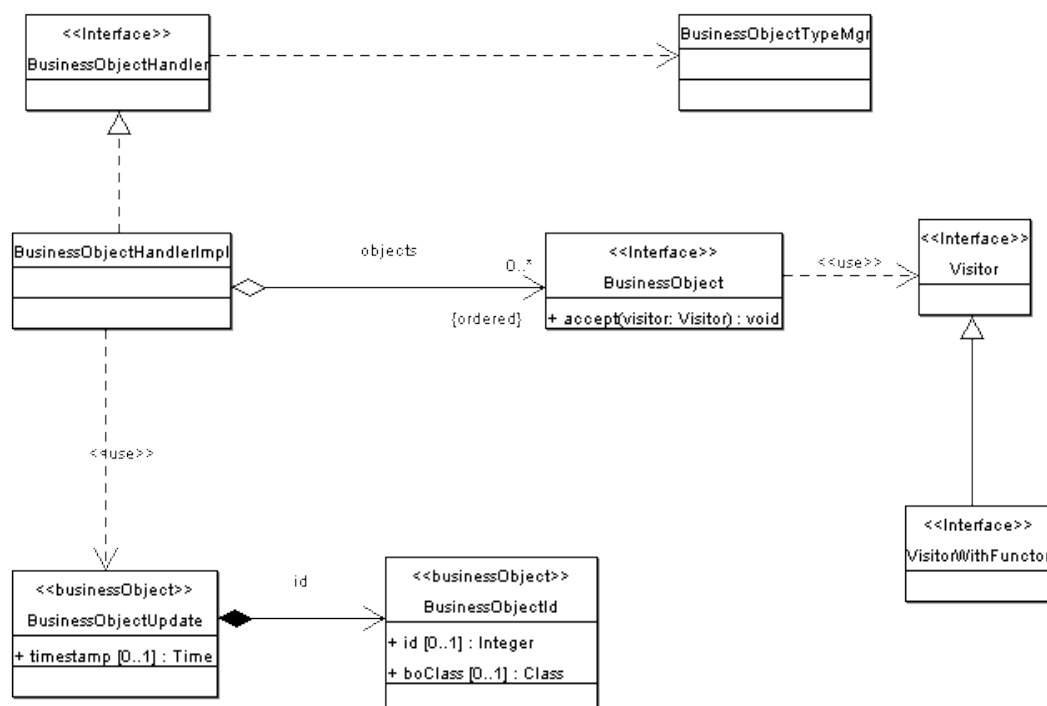 <<Interface>>
BusinessObjectHandler
BusinessObjectTypeMgr
BusinessObjectHandlerImpl
objects
0..*
{ordered}
<<Interface>>
BusinessObject
+ accept(visitor: Visitor) : void
<<use>>
<<Interface>>
Visitor
<<use>>
<<Interface>>
VisitorWithFunctor
<<businessObject>>
BusinessObjectUpdate
+ timestamp [0..1] : Time
id
<<businessObject>>
BusinessObjectId
+ id [0..1] : Integer
+ boClass [0..1] : Class